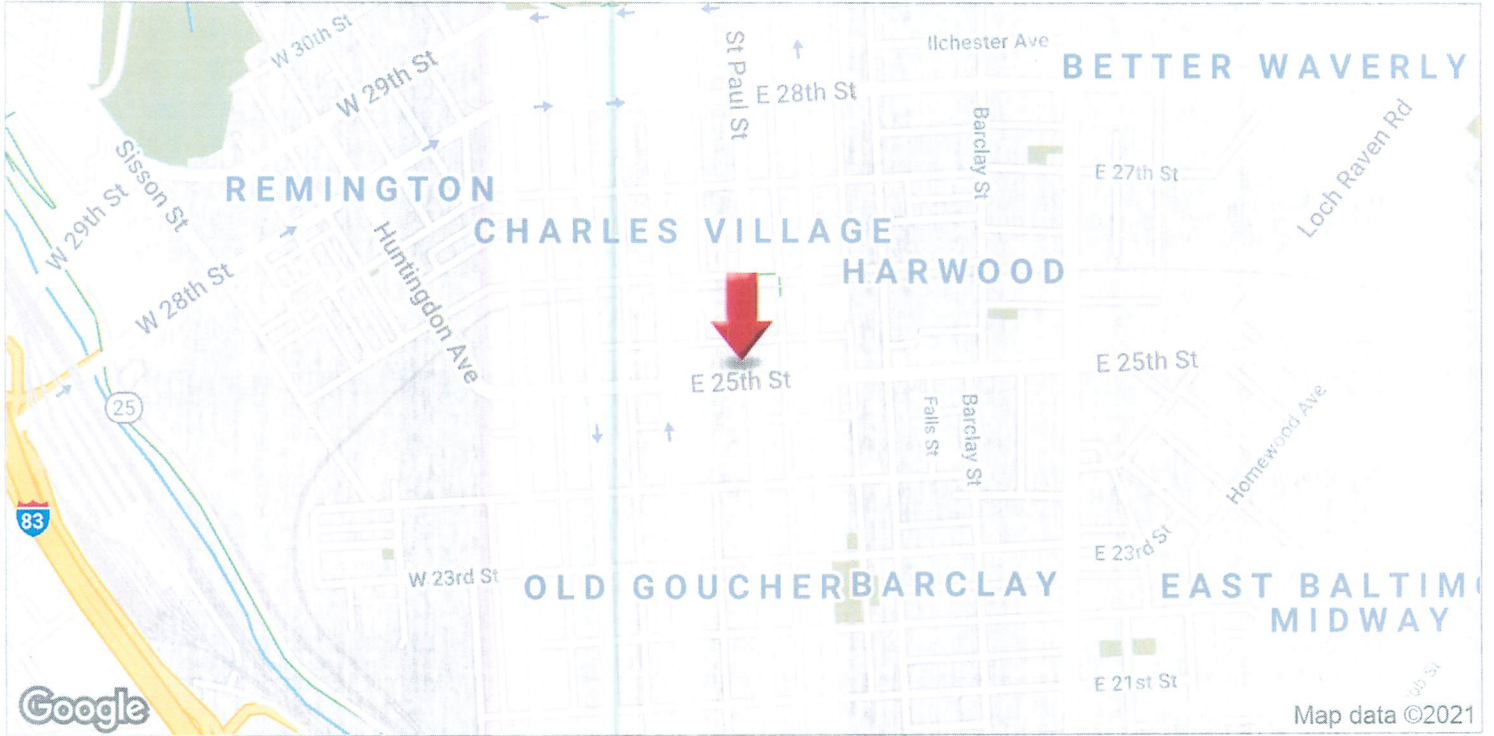 W 30th St
Ilchester Ave
BETTER WAVERLY
W 29th St
St Paul St
E 28th St
Barclay St
Loch Raven Rd
Sisson St
E 27th St
REMINGTON
W 29th St
CHARLES VILLAGE
Huntingdon Ave
HARWOOD
W 28th St
E 25th St
E 25th St
25
Falls St
Barclay St
Homewood Ave
83
E 23rd St
W 23rd St
OLD GOUCHER
BARCLAY
EAST BALTIM
MIDWAY
E 21st St
Google
Map data ©2021